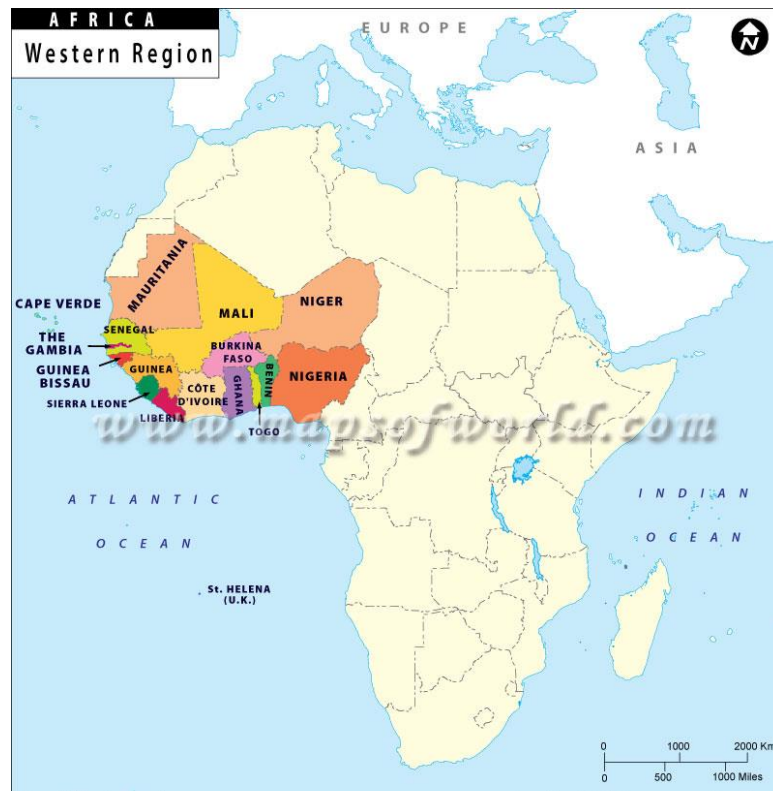 AFRICA
Western Region
EUROPE
N
ASIA
MAURITANIA
CAPE VERDE
MALI
NIGER
SENEGAL
THE
GAMBIA
BURKINA
FASO
GUINEA
BISSAU
GUINEA
BENIN
NIGERIA
CÔTE
D'IVOIRE
GHANA
SIERRA LEONE
LIBERIA
TOGO
www.mapsofworld.com
ATLANTIC
OCEAN
INDIAN
OCEAN
St. HELENA
(U.K.)
0 1000 2000 Km
0 500 1000 Miles